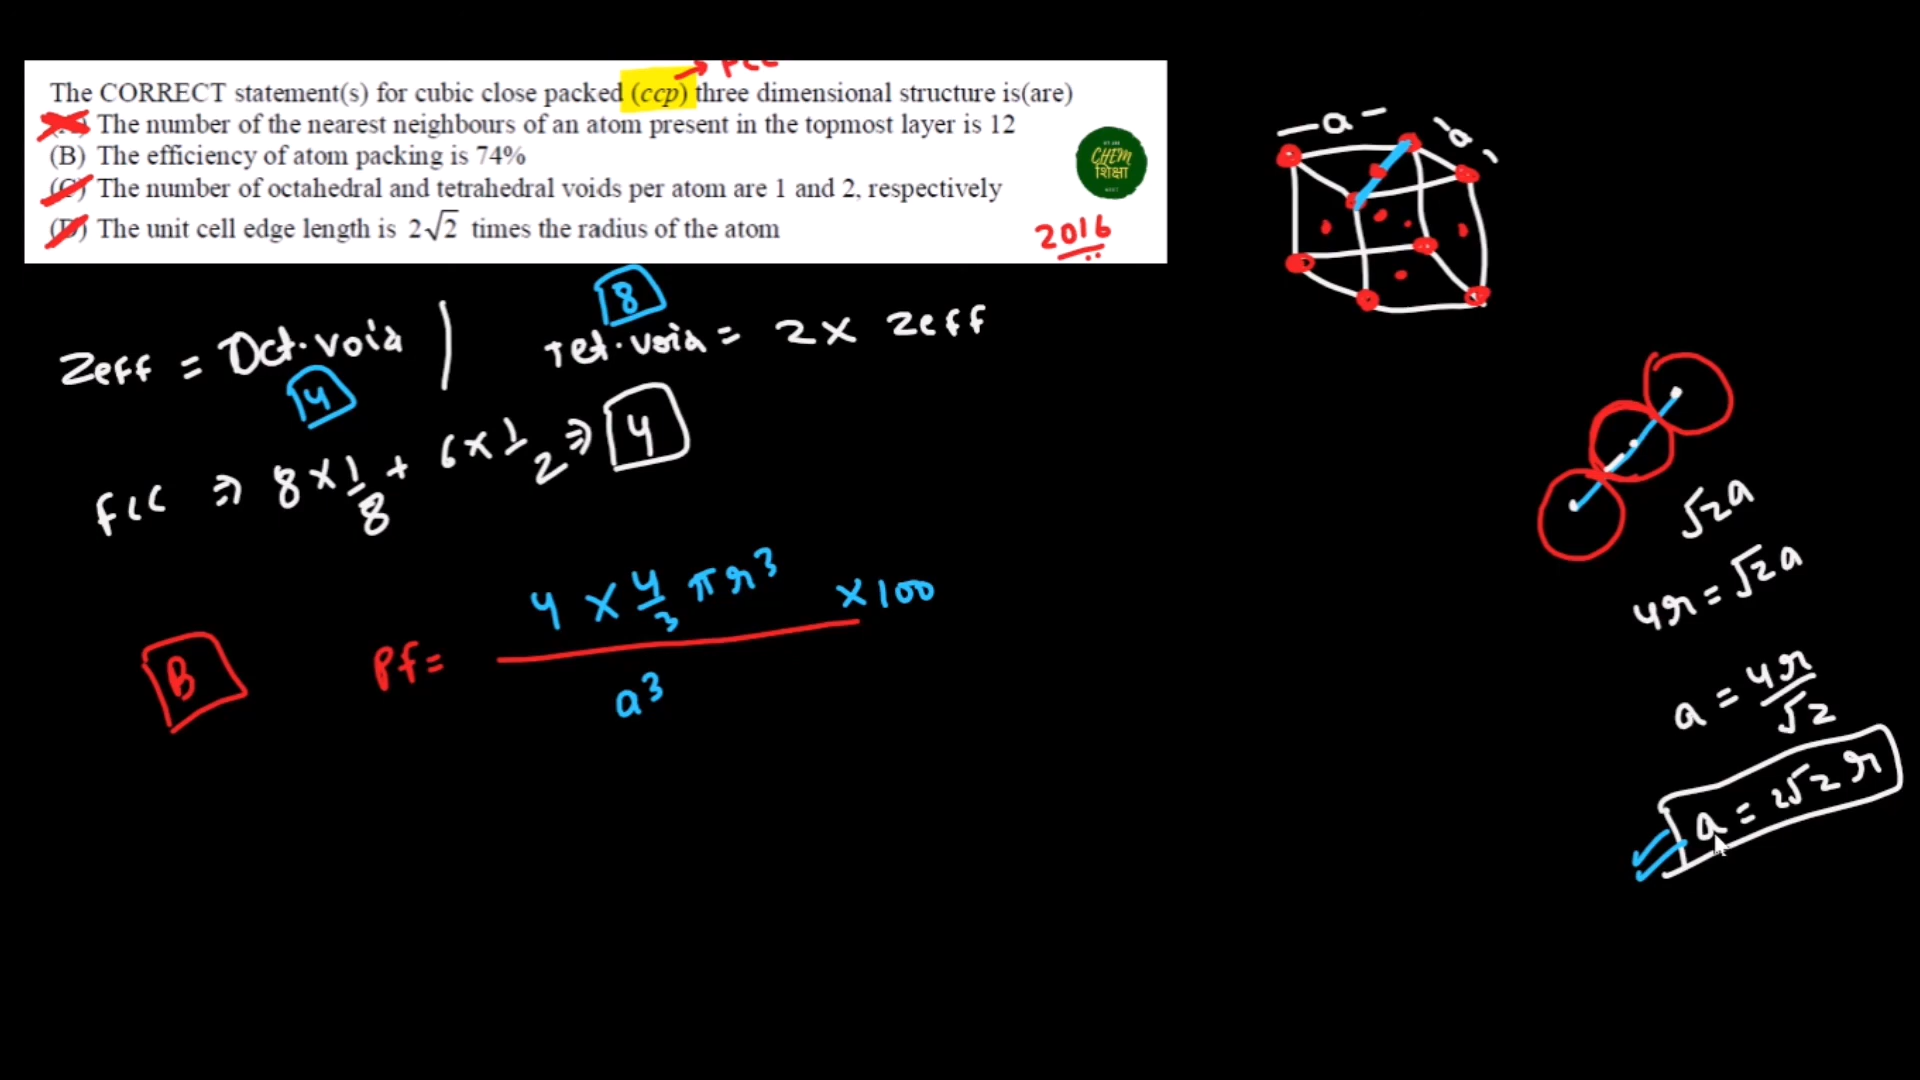 → FCC
The CORRECT statement(s) for cubic close packed (ccp) three dimensional structure is(are)
The number of the nearest neighbours of an atom present in the topmost layer is 12
(B) The efficiency of atom packing is 74%
(C) The number of octahedral and tetrahedral voids per atom are 1 and 2, respectively
(D) The unit cell edge length is 2√2 times the radius of the atom
CHEM
शिक्षा
2016
a
a
Zeff = Oct. void
4
8
Tet. void = 2 × Zeff
FCC ⇒ 8 × 1/8 + 6 × 1/2 ⇒ 4
B
Pf = 4 × 4/3 πr³ / a³ × 100
√2a
4r = √2a
a = 4r/√2
a = 2√2 r